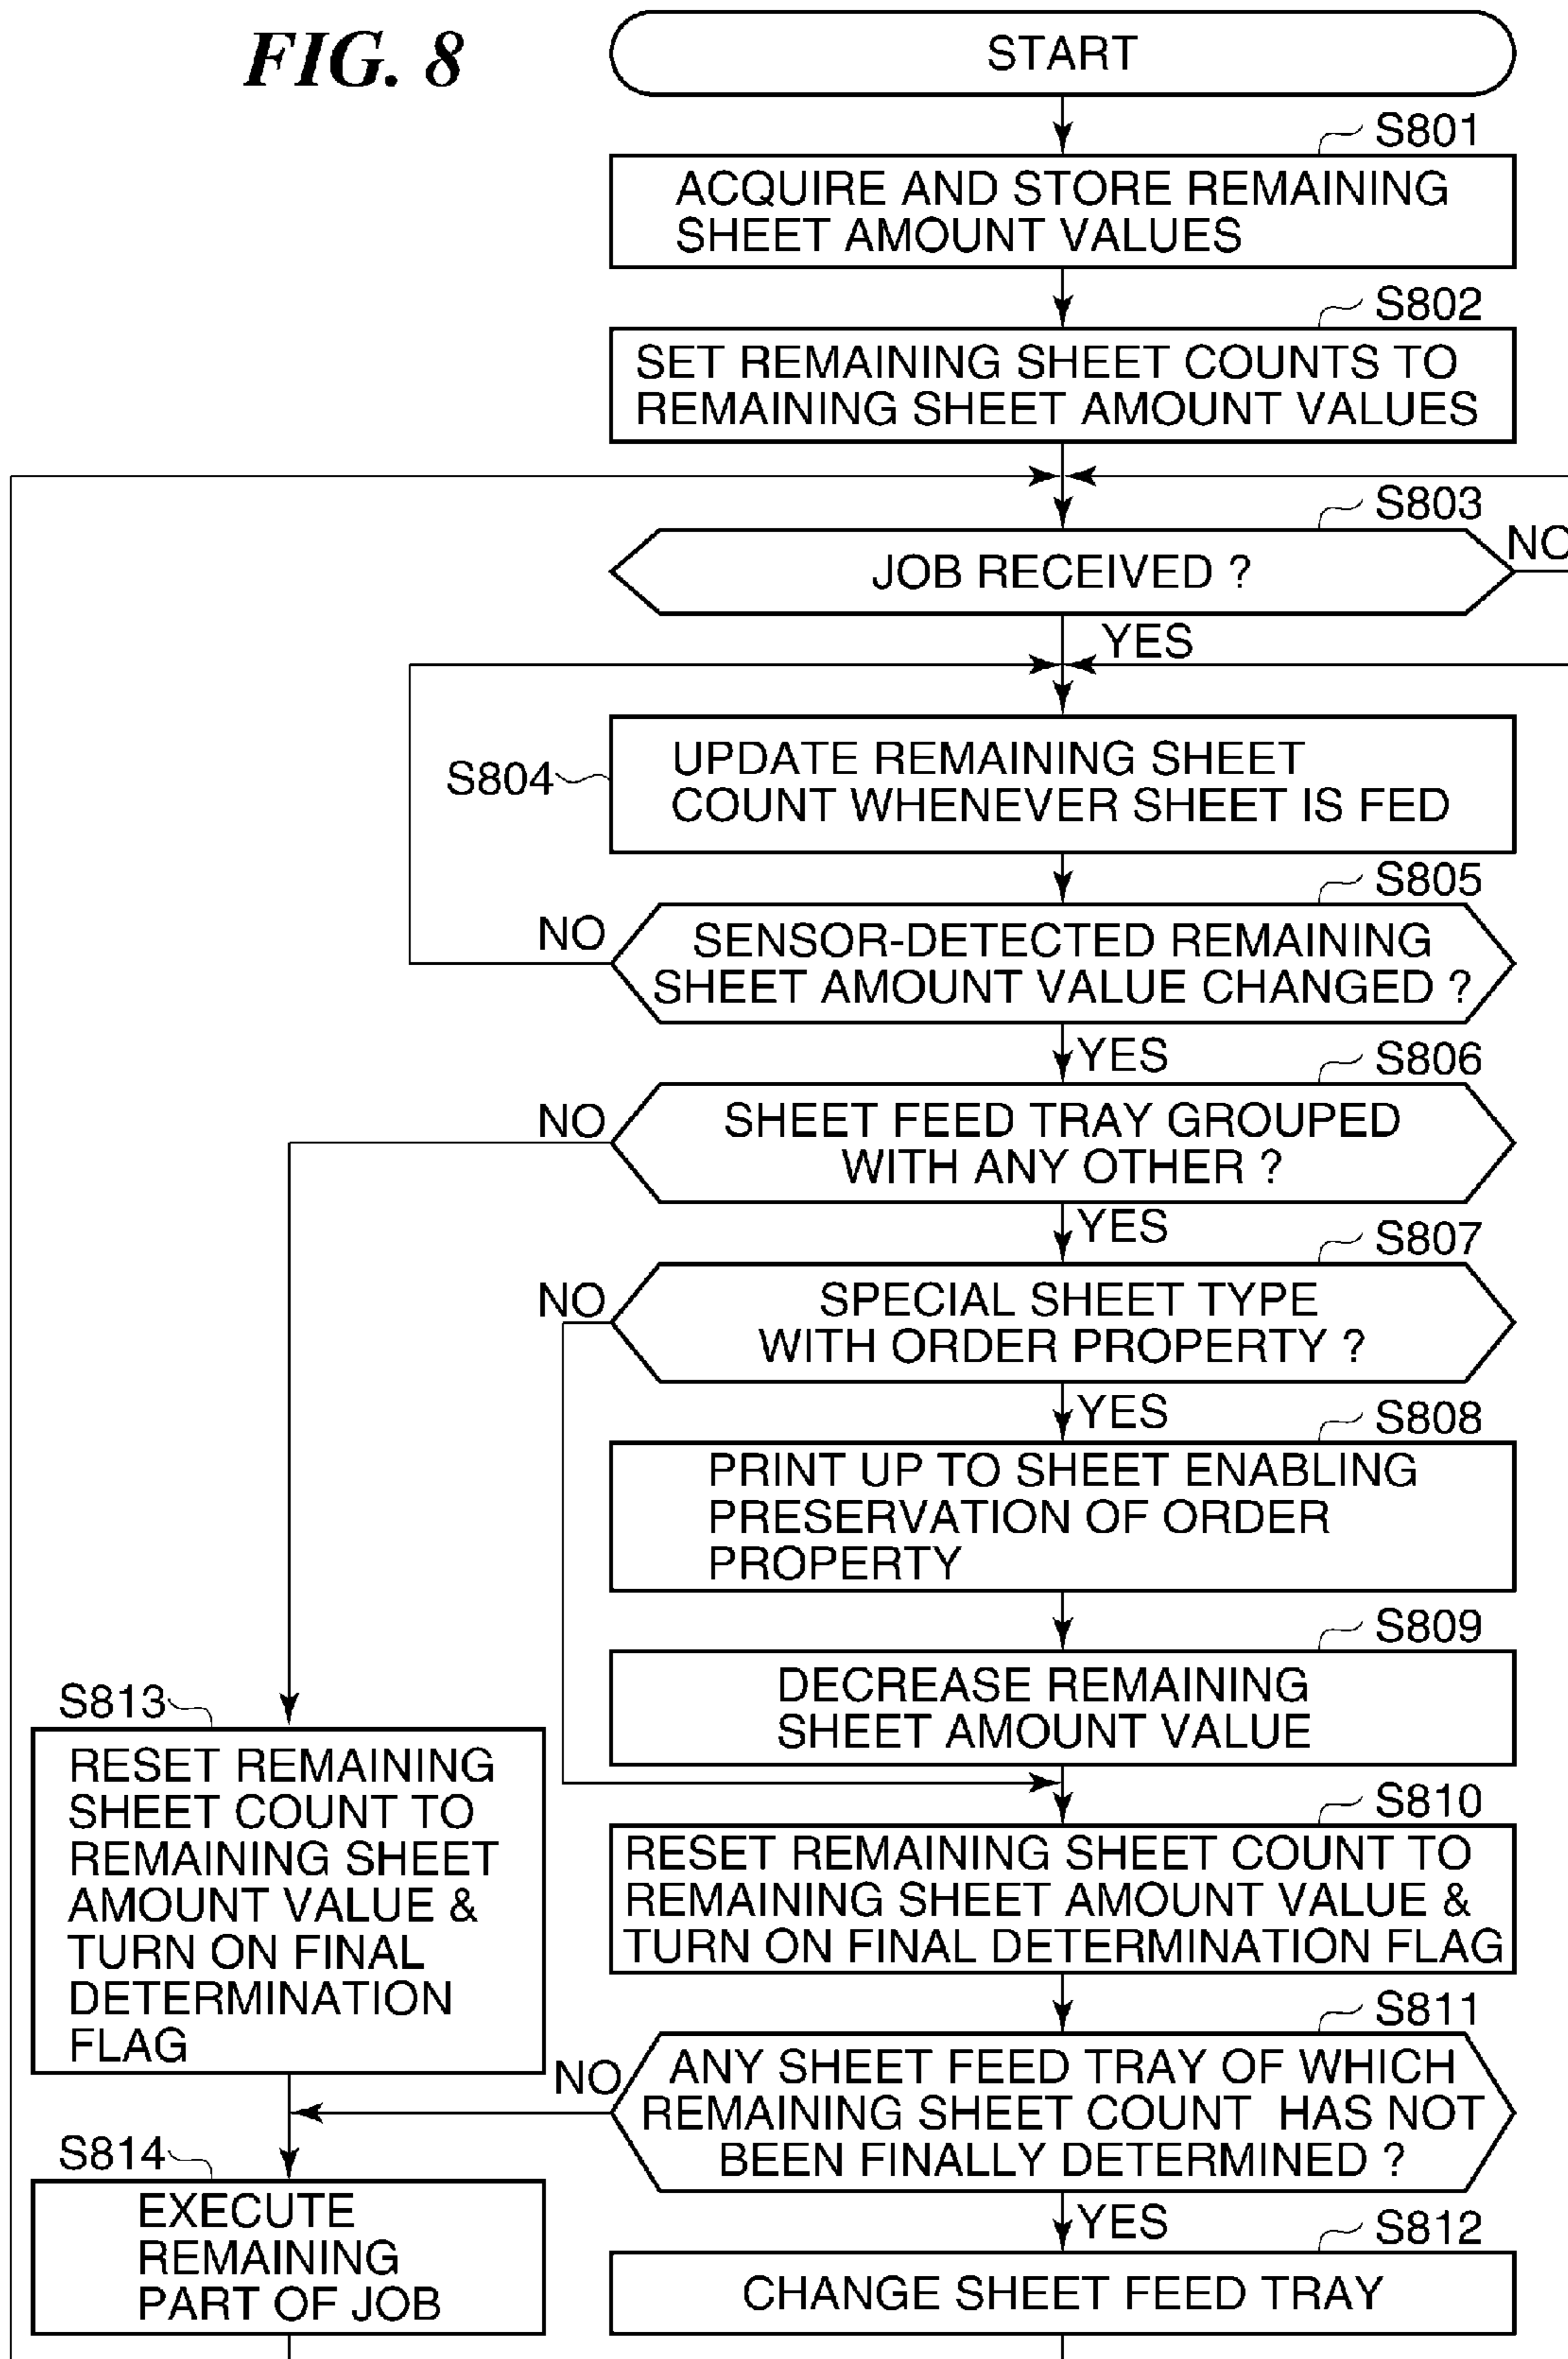 FIG. 8
START
S801
ACQUIRE AND STORE REMAINING
SHEET AMOUNT VALUES
S802
SET REMAINING SHEET COUNTS TO
REMAINING SHEET AMOUNT VALUES
S803
JOB RECEIVED ?
NO
YES
S804
UPDATE REMAINING SHEET
COUNT WHENEVER SHEET IS FED
S805
NO
SENSOR-DETECTED REMAINING
SHEET AMOUNT VALUE CHANGED ?
YES
S806
NO
SHEET FEED TRAY GROUPED
WITH ANY OTHER ?
YES
S807
NO
SPECIAL SHEET TYPE
WITH ORDER PROPERTY ?
YES
S808
PRINT UP TO SHEET ENABLING
PRESERVATION OF ORDER
PROPERTY
S809
DECREASE REMAINING
SHEET AMOUNT VALUE
S813
RESET REMAINING
SHEET COUNT TO
REMAINING SHEET
AMOUNT VALUE &
TURN ON FINAL
DETERMINATION
FLAG
S810
RESET REMAINING SHEET COUNT TO
REMAINING SHEET AMOUNT VALUE &
TURN ON FINAL DETERMINATION FLAG
S811
NO
ANY SHEET FEED TRAY OF WHICH
REMAINING SHEET COUNT HAS NOT
BEEN FINALLY DETERMINED ?
YES
S814
EXECUTE
REMAINING
PART OF JOB
S812
CHANGE SHEET FEED TRAY